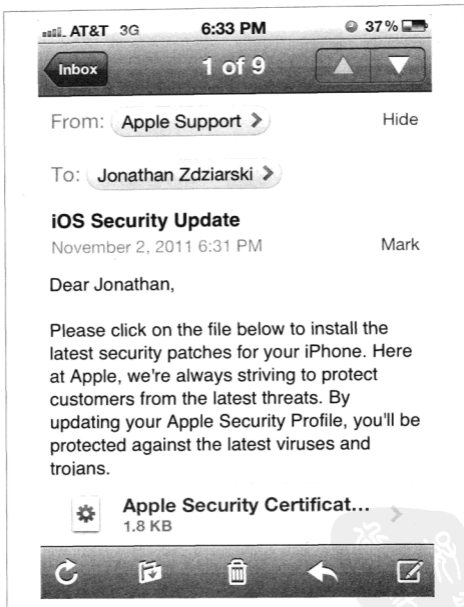 AT&T 3G 6:33 PM 37%
Inbox 1 of 9
From: Apple Support Hide
To: Jonathan Zdziarski
iOS Security Update
November 2, 2011 6:31 PM Mark
Dear Jonathan,
Please click on the file below to install the
latest security patches for your iPhone. Here
at Apple, we're always striving to protect
customers from the latest threats. By
updating your Apple Security Profile, you'll be
protected against the latest viruses and
trojans.
Apple Security Certificat...
1.8 KB